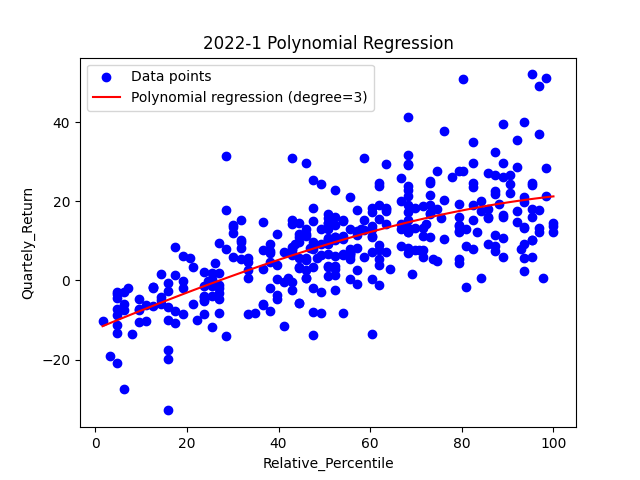 2022-1 Polynomial Regression
Data points
Polynomial regression (degree=3)
40
20
0
−20
Quartely_Return
0
20
40
60
80
100
Relative_Percentile